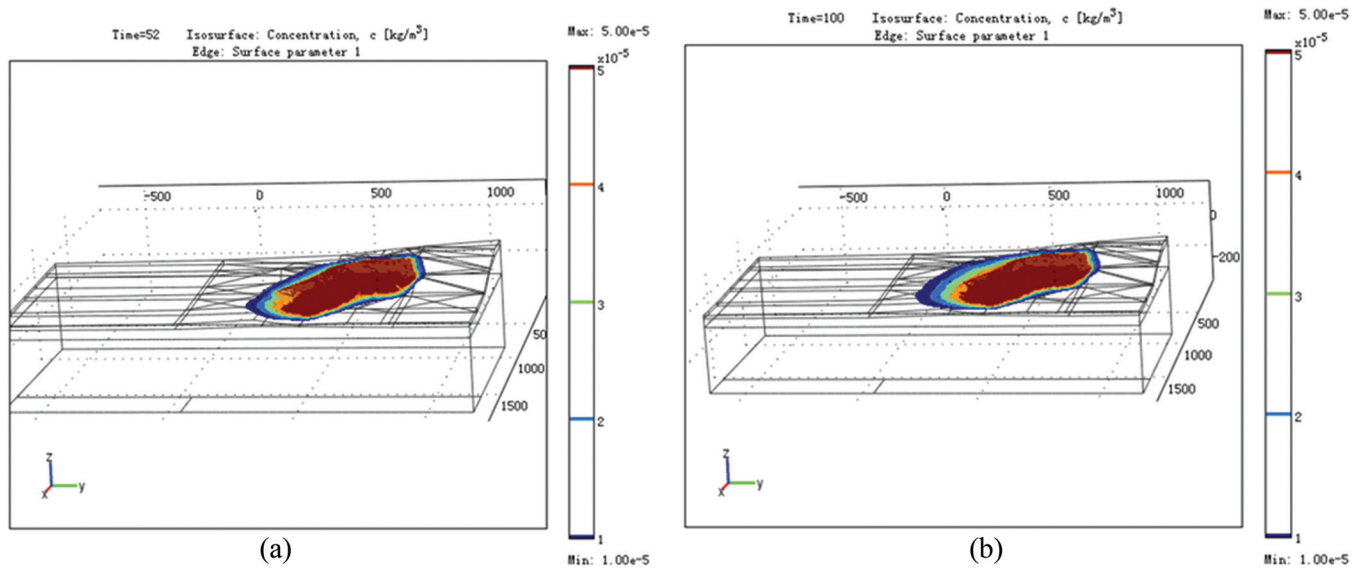 Time=52 Isosurface: Concentration, c [kg/m³]
Edge: Surface parameter 1
Max: 5.00e-5
x10⁻⁵
5
4
3
2
1
Min: 1.00e-5
-500 0 500 1000
50
1000
1500
z
y
x
(a)
Time=100 Isosurface: Concentration, c [kg/m³]
Edge: Surface parameter 1
Max: 5.00e-5
x10⁻⁵
5
4
3
2
1
Min: 1.00e-5
-500 0 500 1000
0
-200
500
1000
1500
z
y
x
(b)